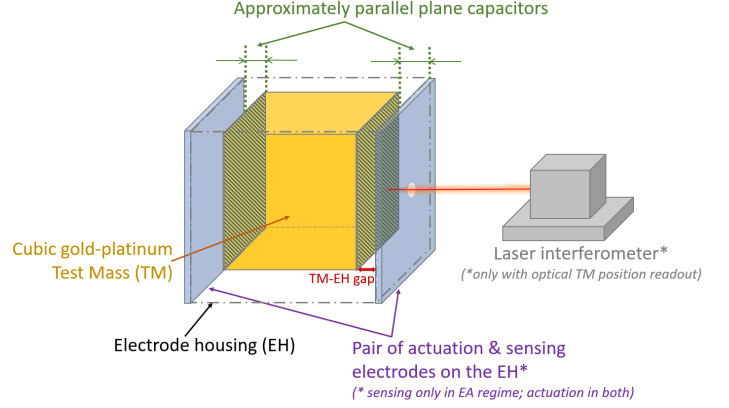 Approximately parallel plane capacitors
Cubic gold-platinum
Test Mass (TM)
TM-EH gap
Laser interferometer*
(*only with optical TM position readout)
Electrode housing (EH)
Pair of actuation & sensing
electrodes on the EH*
(* sensing only in EA regime; actuation in both)